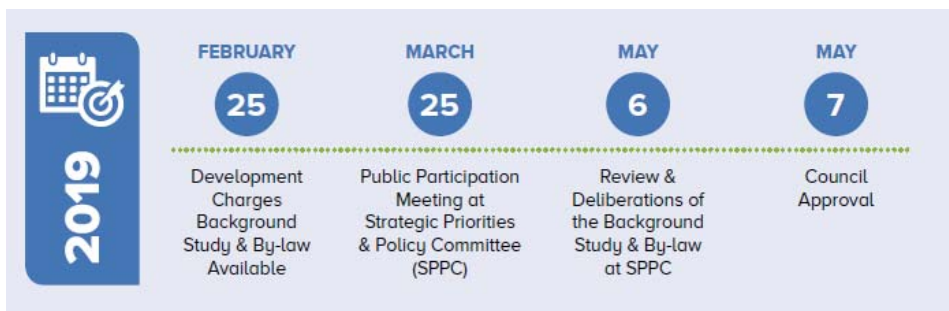 2019
FEBRUARY
25
Development
Charges
Background
Study & By-law
Available
MARCH
25
Public Participation
Meeting at
Strategic Priorities
& Policy Committee
(SPPC)
MAY
6
Review &
Deliberations of
the Background
Study & By-law
at SPPC
MAY
7
Council
Approval